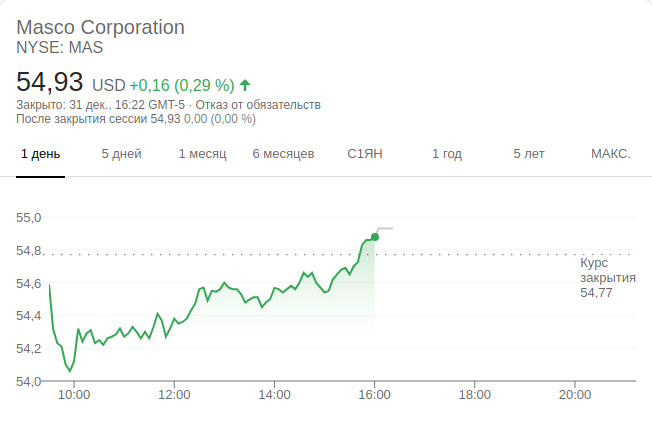 Masco Corporation
NYSE: MAS
54,93 USD +0,16 (0,29 %)
Закрыто: 31 дек., 16:22 GMT-5 · Отказ от обязательств
После закрытия сессии 54,93 0,00 (0,00 %)
1 день 5 дней 1 месяц 6 месяцев С1ЯН 1 год 5 лет МАКС.
55,0
54,8
Курс
закрытия
54,77
54,6
54,4
54,2
54,0
10:00 12:00 14:00 16:00 18:00 20:00